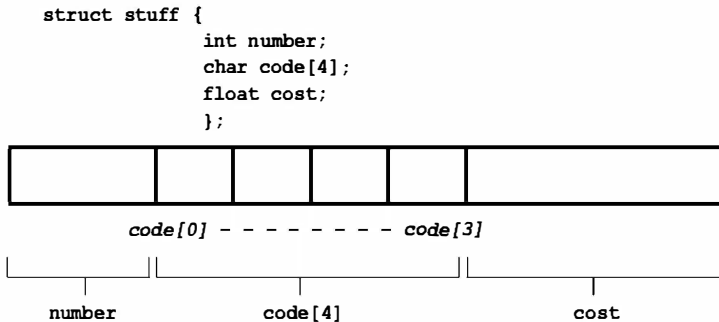 struct stuff {
int number;
char code[4];
float cost;
};
code[0] - - - - - - - - code[3]
number code[4] cost